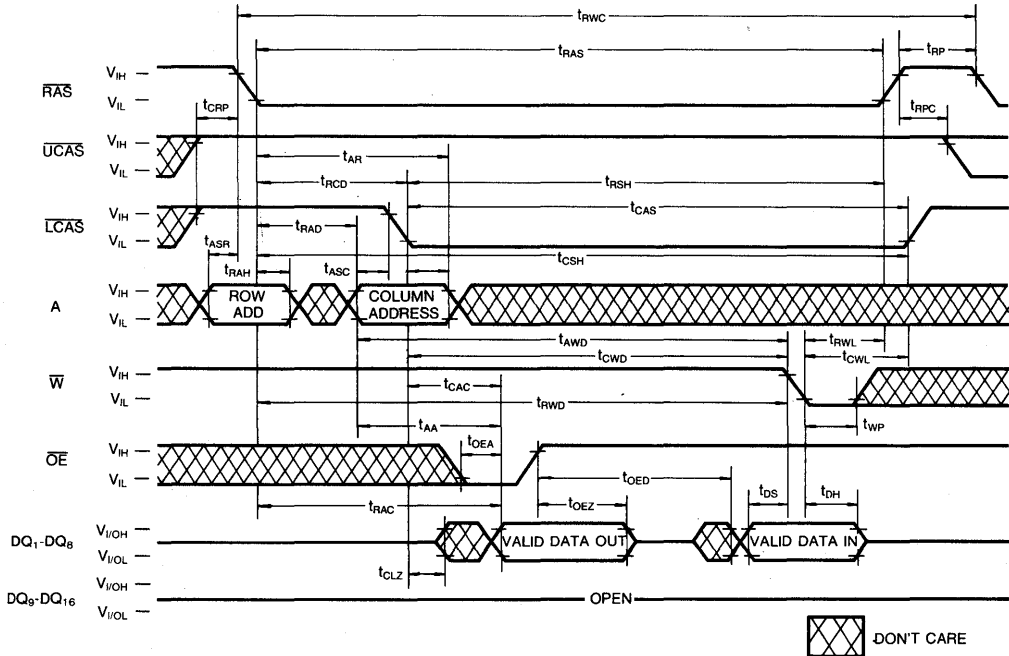 tRWC
tRAS
tRP
RAS
VIH
VIL
tCRP
tRPC
UCAS
VIH
VIL
tAR
tRCD
tRSH
LCAS
VIH
VIL
tCAS
tRAD
tCSH
tASR
tRAH
tASC
A
VIH
VIL
ROW ADD
COLUMN ADDRESS
tAWD
tRWL
tCWD
tCWL
W
VIH
VIL
tCAC
tRWD
tWP
tAA
OE
VIH
VIL
tOEA
tOED
tRAC
tOEZ
tDS
tDH
DQ1-DQ8
VI/OH
VI/OL
VALID DATA OUT
VALID DATA IN
tCLZ
DQ9-DQ16
VI/OH
VI/OL
OPEN
DON'T CARE